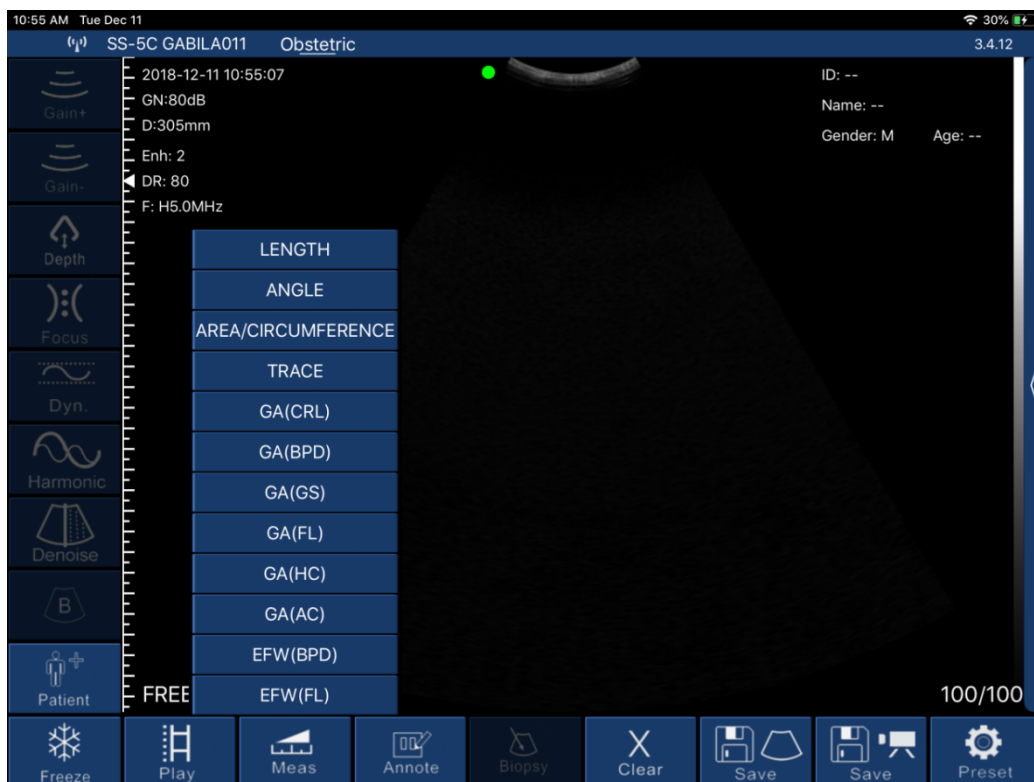 10:55 AM Tue Dec 11 30%
SS-5C GABILA011 Obstetric 3.4.12
2018-12-11 10:55:07
GN:80dB
D:305mm
Enh: 2
DR: 80
F: H5.0MHz
ID: --
Name: --
Gender: M Age: --
Gain+
Gain-
Depth
Focus
Dyn.
Harmonic
Denoise
B
Patient
LENGTH
ANGLE
AREA/CIRCUMFERENCE
TRACE
GA(CRL)
GA(BPD)
GA(GS)
GA(FL)
GA(HC)
GA(AC)
EFW(BPD)
EFW(FL)
FREE
100/100
Freeze
Play
Meas
Annote
Biopsy
Clear
Save
Save
Preset